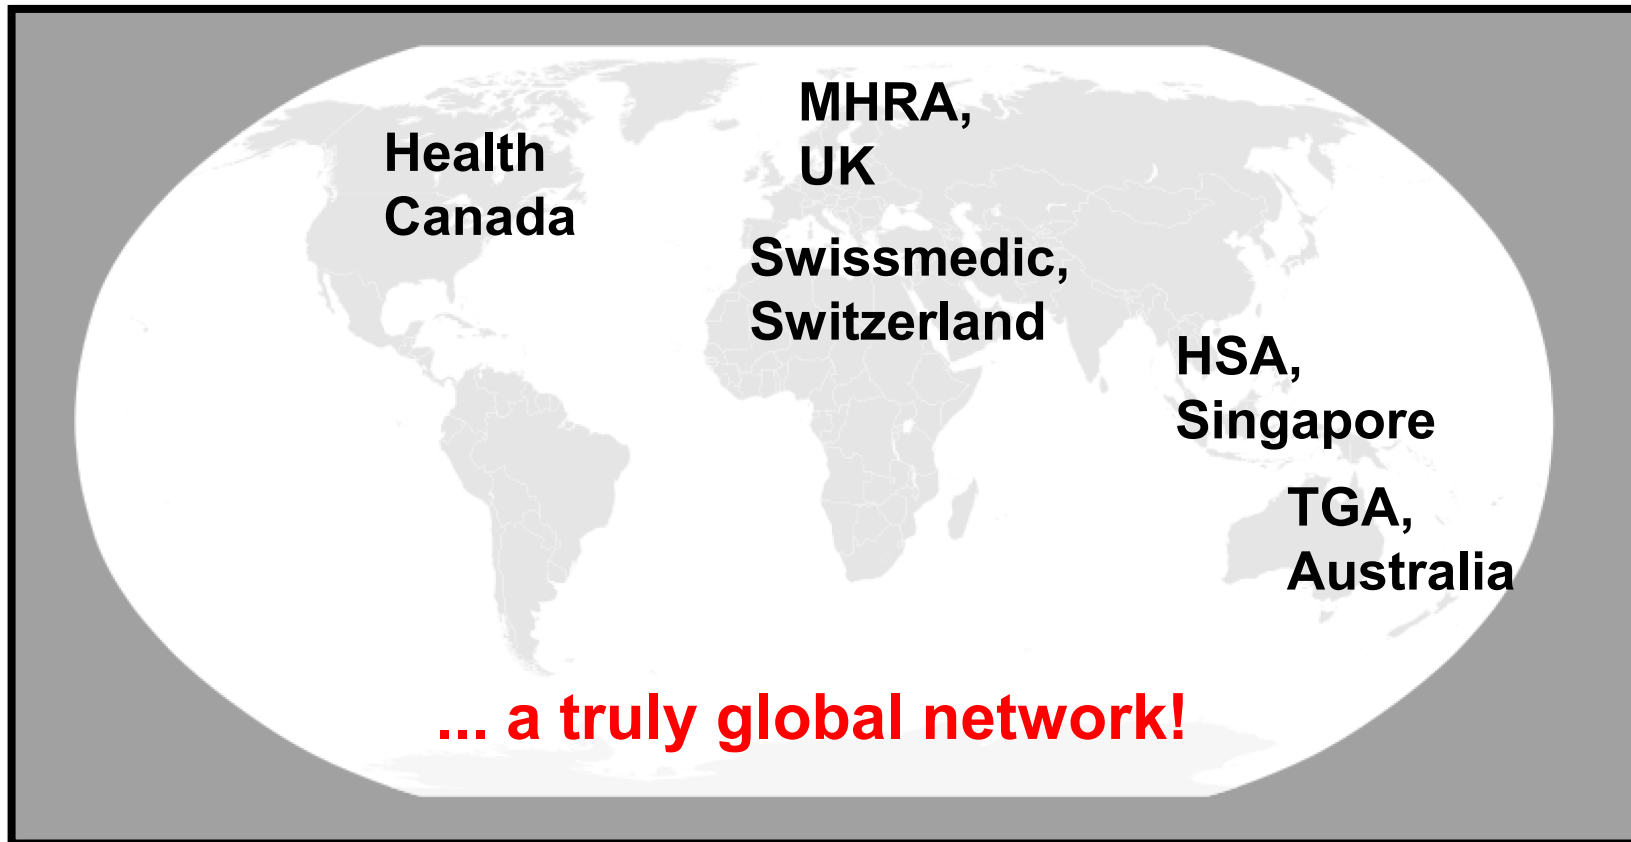 MHRA,
UK
Health
Canada
Swissmedic,
Switzerland
HSA,
Singapore
TGA,
Australia
... a truly global network!